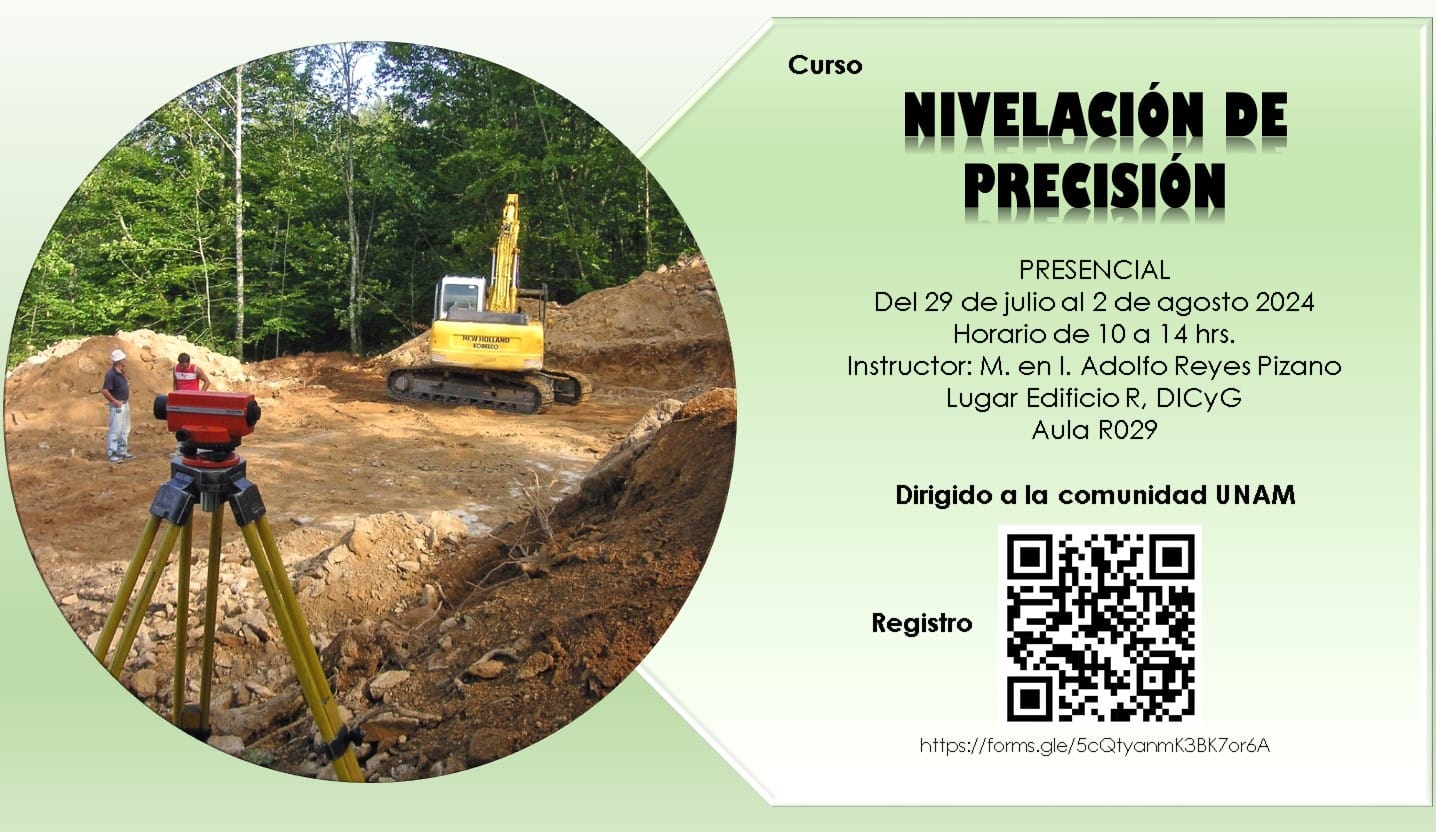 Curso
NIVELACIÓN DE
PRECISIÓN
PRESENCIAL
Del 29 de julio al 2 de agosto 2024
Horario de 10 a 14 hrs.
Instructor: M. en I. Adolfo Reyes Pizano
Lugar Edificio R, DICyG
Aula R029
Dirigido a la comunidad UNAM
Registro
https://forms.gle/5cQtyanmK3BK7or6A
NEW HOLLAND
KOBELCO